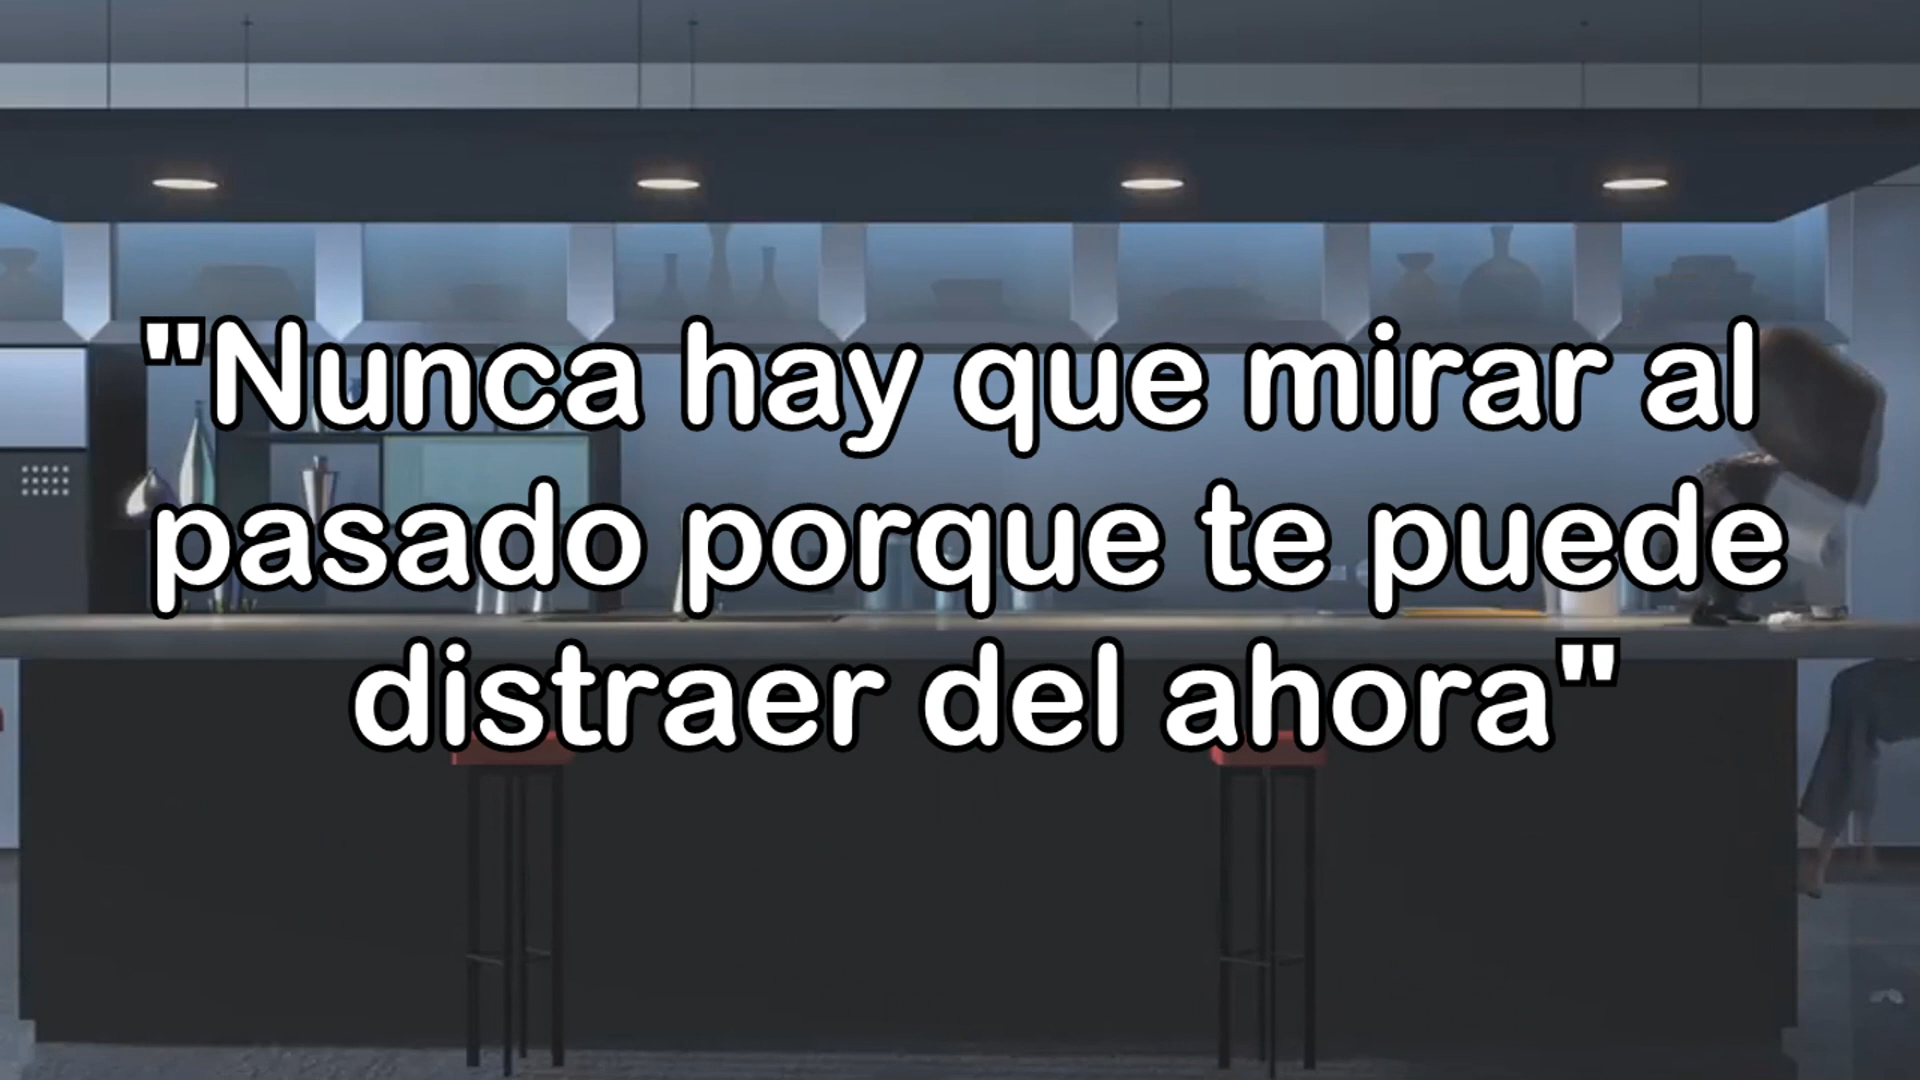 "Nunca hay que mirar al
pasado porque te puede
distraer del ahora"